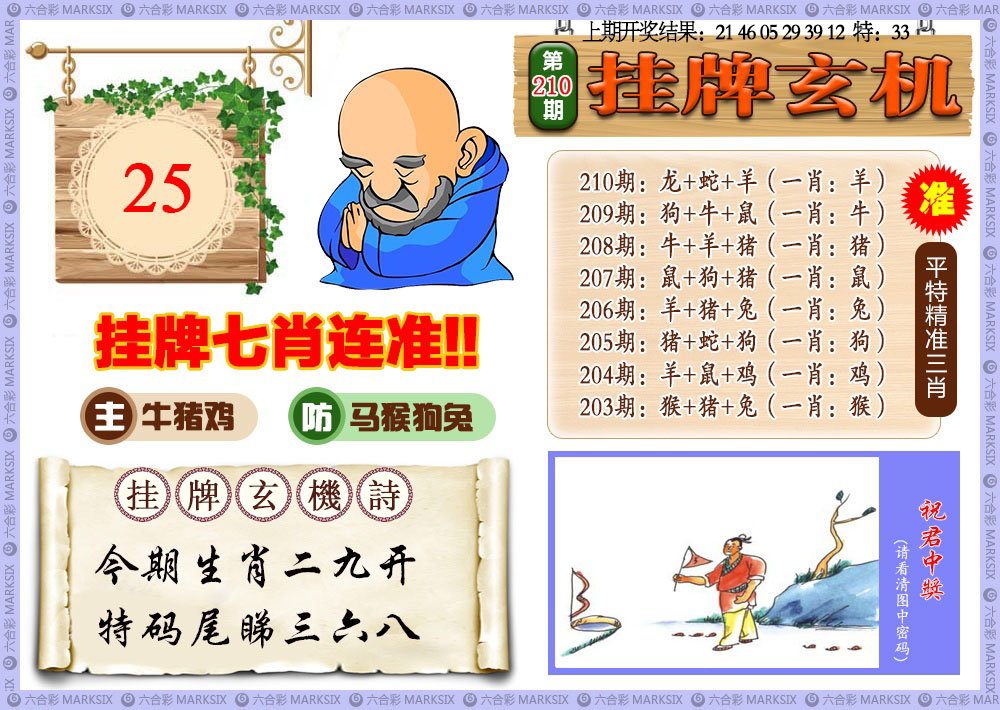 六合彩 MARKSIX
上期开奖结果：21 46 05 29 39 12 特：33
第
210
期
挂牌玄机
25
挂牌七肖连准!!
主 牛猪鸡
防 马猴狗兔
挂牌玄機詩
今期生肖二九开
特码尾睇三六八
210期：龙+蛇+羊（一肖：羊）
209期：狗+牛+鼠（一肖：牛）
208期：牛+羊+猪（一肖：猪）
207期：鼠+狗+猪（一肖：鼠）
206期：羊+猪+兔（一肖：兔）
205期：猪+蛇+狗（一肖：狗）
204期：羊+鼠+鸡（一肖：鸡）
203期：猴+猪+兔（一肖：猴）
准
平特精准三肖
祝君中獎
（请看清图中密码）